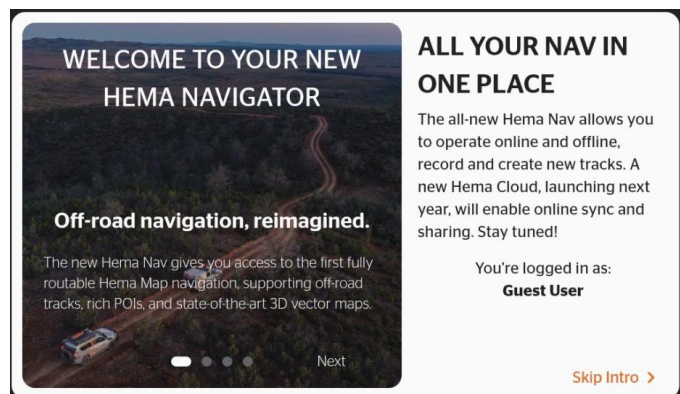 WELCOME TO YOUR NEW
HEMA NAVIGATOR
Off-road navigation, reimagined.
The new Hema Nav gives you access to the first fully
routable Hema Map navigation, supporting off-road
tracks, rich POIs, and state-of-the-art 3D vector maps.
Next
ALL YOUR NAV IN
ONE PLACE
The all-new Hema Nav allows you
to operate online and offline,
record and create new tracks. A
new Hema Cloud, launching next
year, will enable online sync and
sharing. Stay tuned!
You're logged in as:
Guest User
Skip Intro